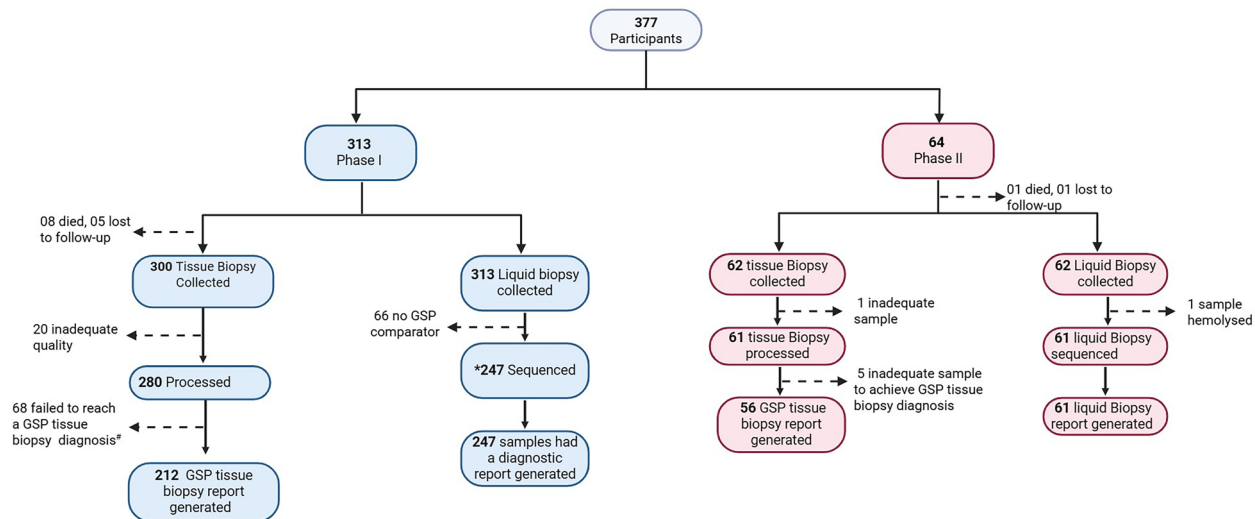 377
Participants
313
Phase I
64
Phase II
08 died, 05 lost
to follow-up
01 died, 01 lost to
follow-up
300 Tissue Biopsy
Collected
313 Liquid biopsy
collected
62 tissue Biopsy
collected
62 Liquid Biopsy
collected
20 inadequate
quality
66 no GSP
comparator
1 inadequate
sample
1 sample
hemolysed
280 Processed
*247 Sequenced
61 tissue Biopsy
processed
61 liquid Biopsy
sequenced
68 failed to reach
a GSP tissue
biopsy diagnosis#
5 inadequate sample
to achieve GSP tissue
biopsy diagnosis
212 GSP tissue
biopsy report
generated
247 samples had
a diagnostic
report generated
56 GSP tissue
biopsy report
generated
61 liquid Biopsy
report generated